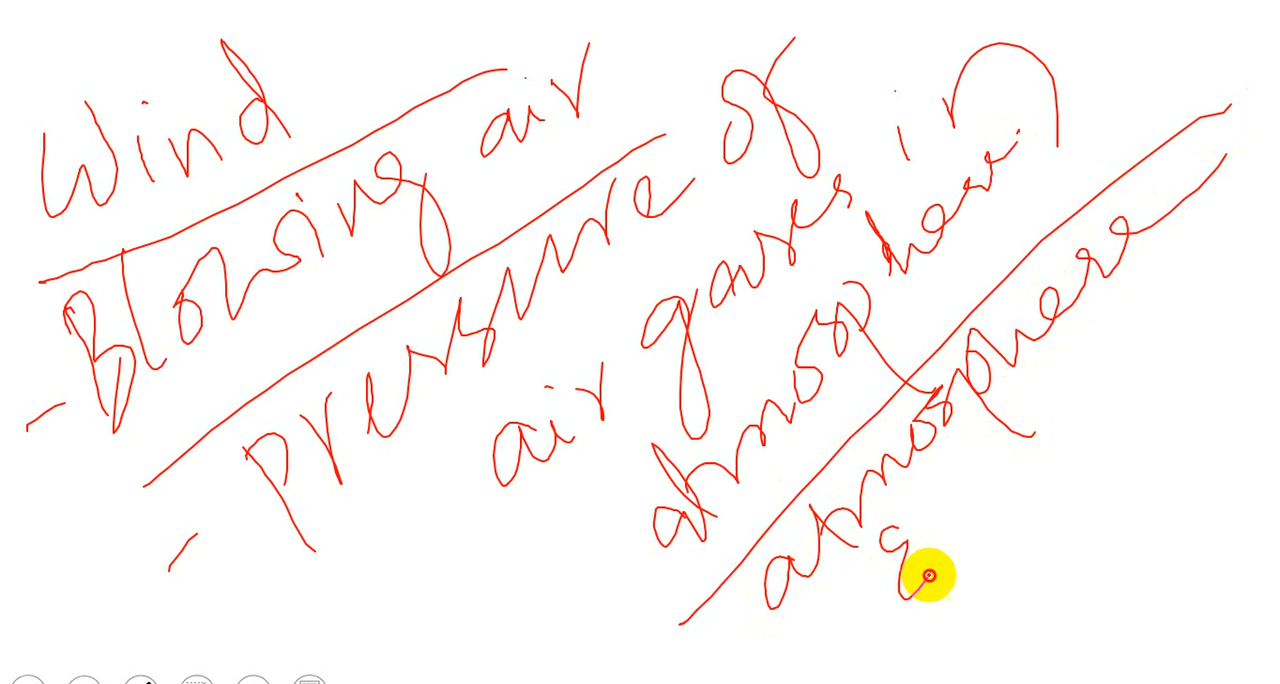 Wind
- Blowing air
- pressure of
air gases in
atmosphere
atmosphere
g